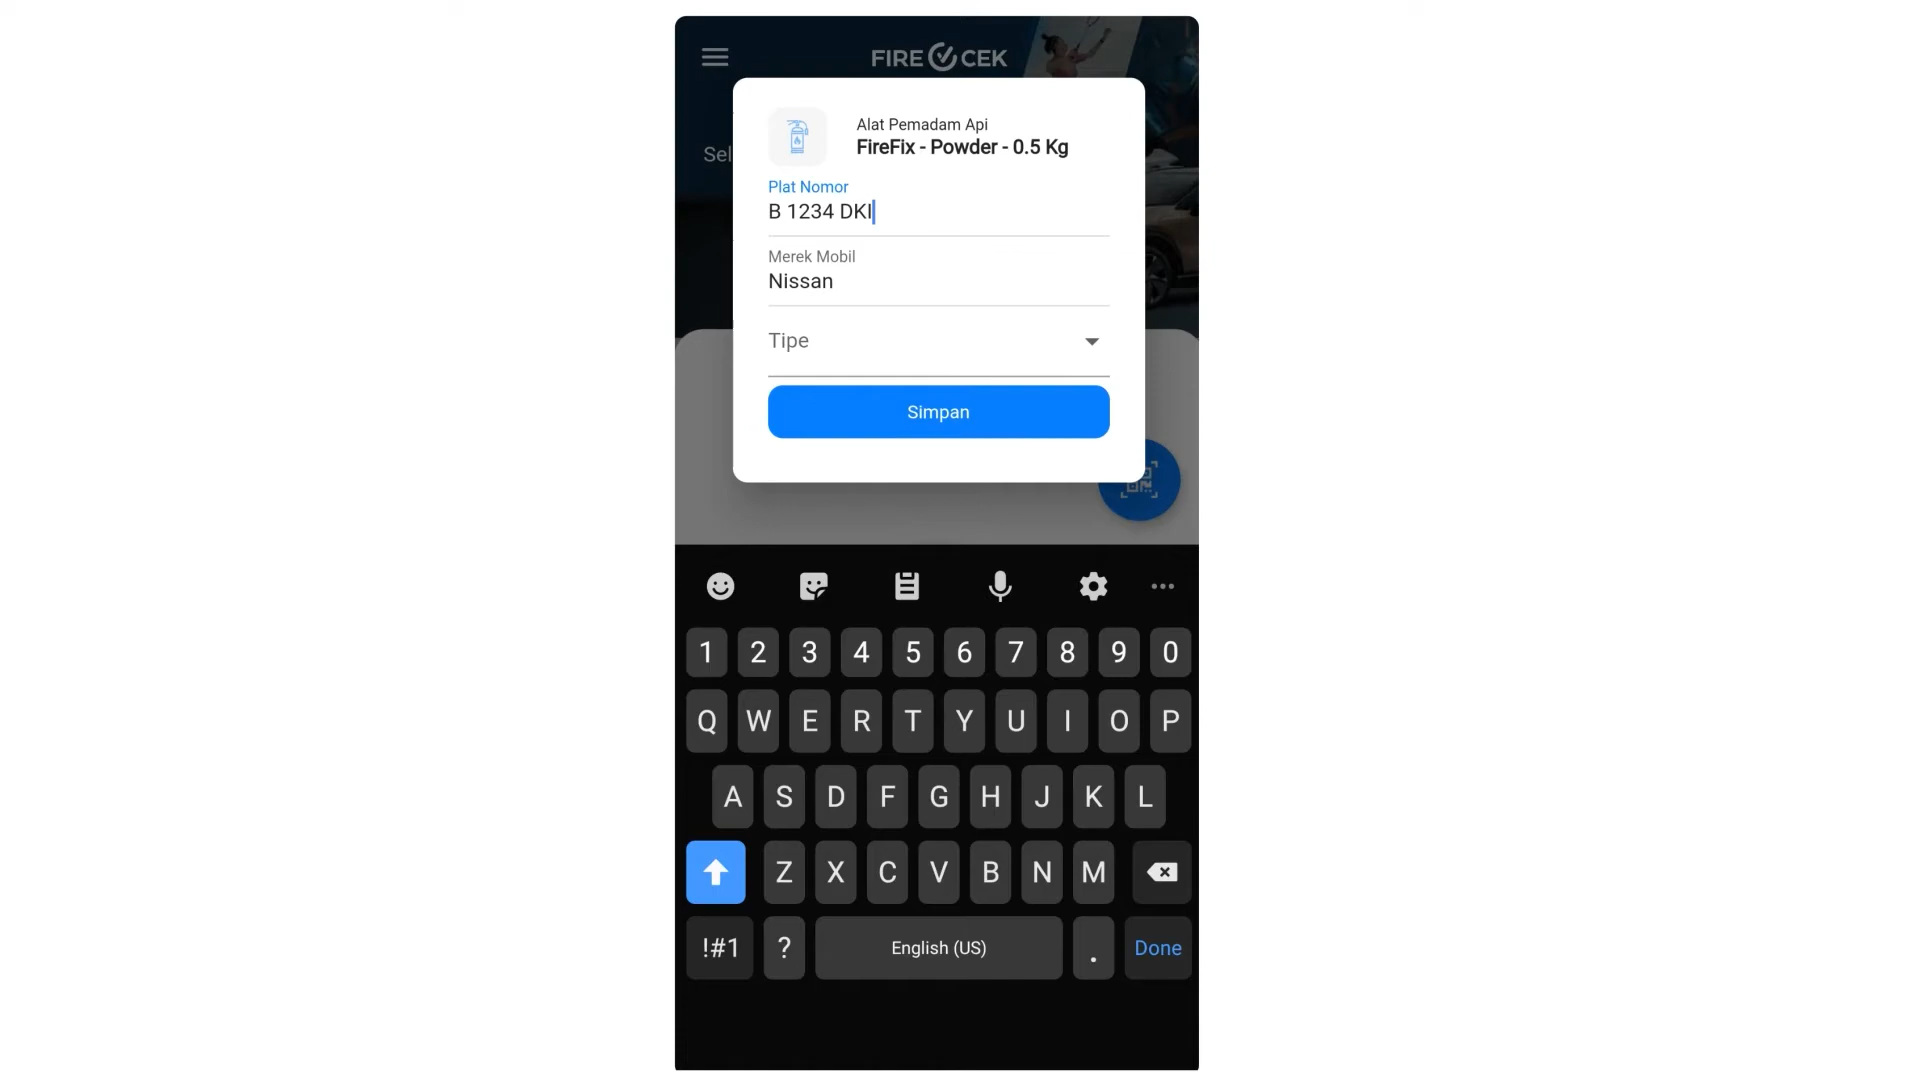 FIRE CEK
Alat Pemadam Api
FireFix - Powder - 0.5 Kg
Sel
Plat Nomor
B 1234 DKI
Merek Mobil
Nissan
Tipe
Simpan
1 2 3 4 5 6 7 8 9 0
Q W E R T Y U I O P
A S D F G H J K L
Z X C V B N M
!#1 ? English (US) . Done